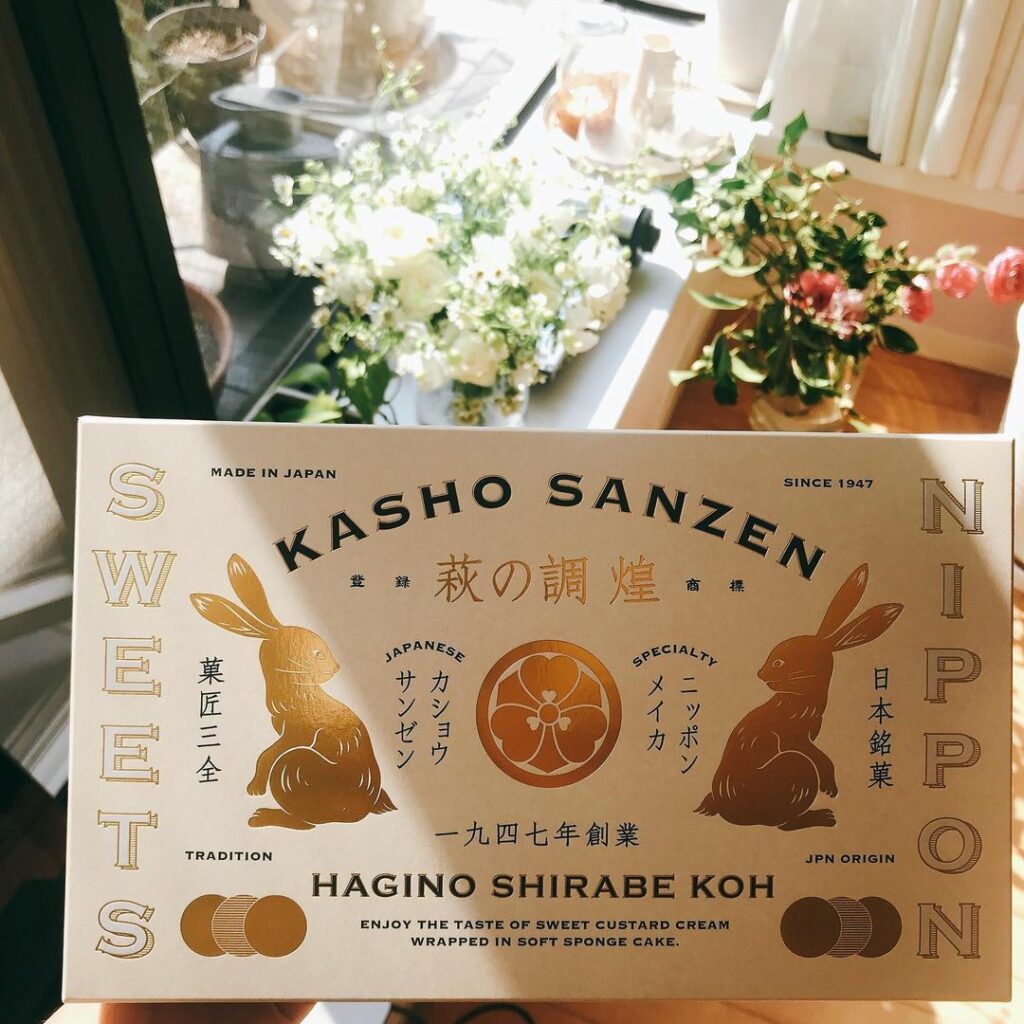 SWEETS
MADE IN JAPAN
SINCE 1947
NIPPON
KASHO SANZEN
登録 萩の調 煌 商標
JAPANESE
SPECIALTY
菓匠三全
カショウ
サンゼン
ニッポン
メイカ
日本銘菓
一九四七年創業
TRADITION
JPN ORIGIN
HAGINO SHIRABE KOH
ENJOY THE TASTE OF SWEET CUSTARD CREAM
WRAPPED IN SOFT SPONGE CAKE.